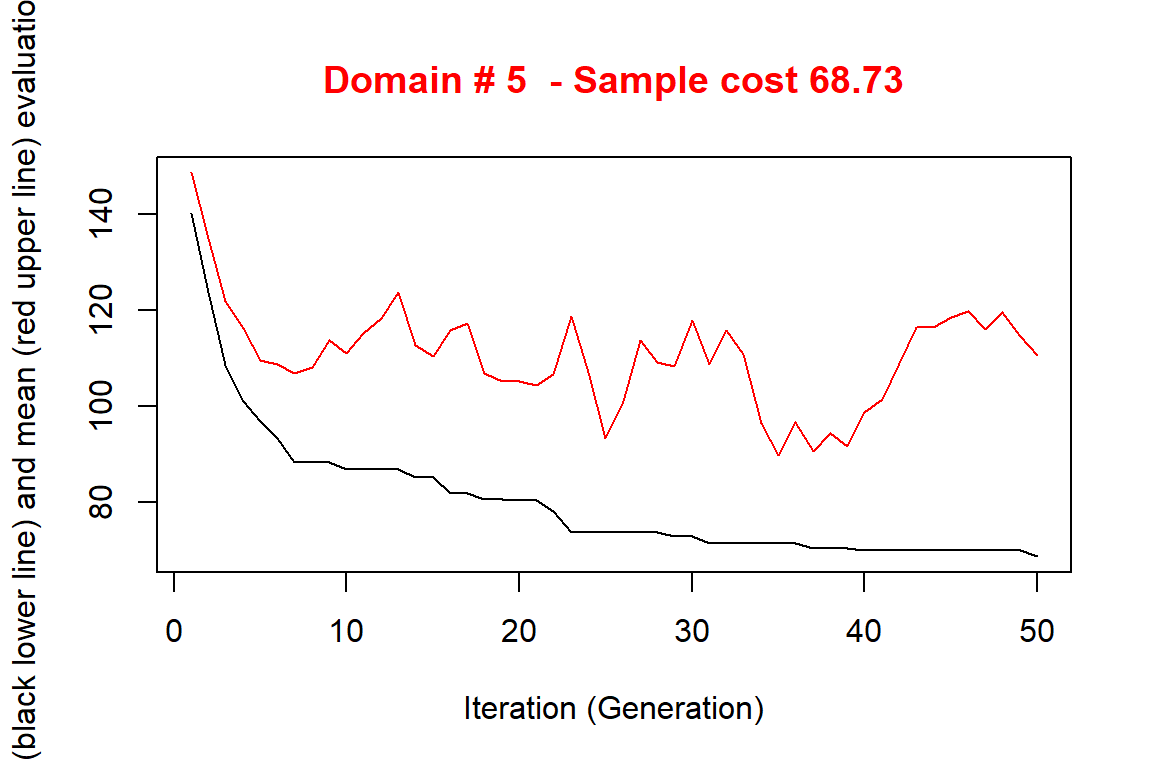 Domain # 5  - Sample cost 68.73
(black lower line) and mean (red upper line) evaluatio
140
120
100
80
0 10 20 30 40 50
Iteration (Generation)